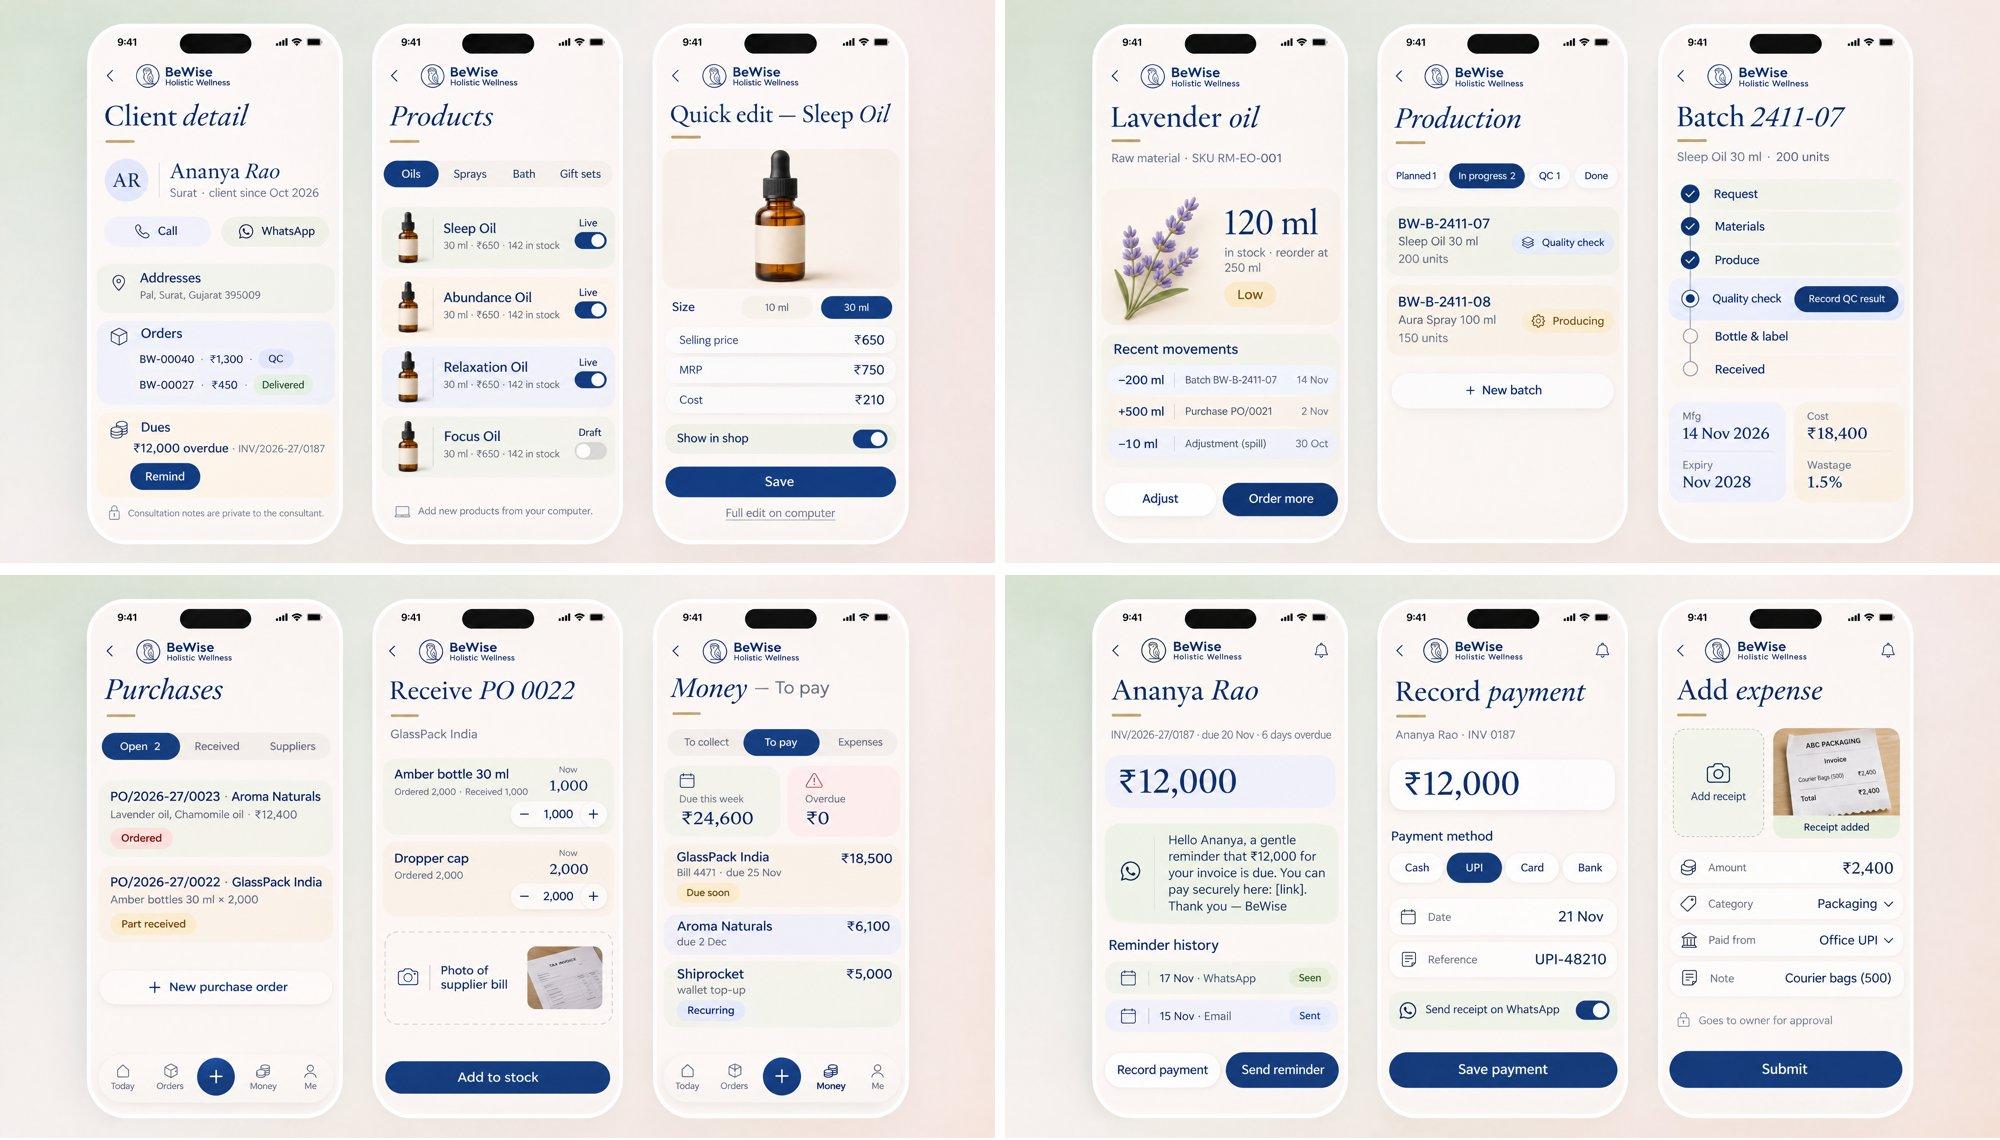 9:41
BeWise
Holistic Wellness
Client detail
AR
Ananya Rao
Surat · client since Oct 2026
Call
WhatsApp
Addresses
Pal, Surat, Gujarat 395009
Orders
BW-00040 · ₹1,300 · QC
BW-00027 · ₹450 · Delivered
Dues
₹12,000 overdue · INV/2026-27/0187
Remind
Consultation notes are private to the consultant.
9:41
BeWise
Holistic Wellness
Products
Oils Sprays Bath Gift sets
Sleep Oil
30 ml · ₹650 · 142 in stock
Live
Abundance Oil
30 ml · ₹650 · 142 in stock
Live
Relaxation Oil
30 ml · ₹650 · 142 in stock
Live
Focus Oil
30 ml · ₹650 · 142 in stock
Draft
Add new products from your computer.
9:41
BeWise
Holistic Wellness
Quick edit — Sleep Oil
Size 10 ml 30 ml
Selling price ₹650
MRP ₹750
Cost ₹210
Show in shop
Save
Full edit on computer
9:41
BeWise
Holistic Wellness
Lavender oil
Raw material · SKU RM-EO-001
120 ml
in stock · reorder at
250 ml
Low
Recent movements
−200 ml Batch BW-B-2411-07 14 Nov
+500 ml Purchase PO/0021 2 Nov
−10 ml Adjustment (spill) 30 Oct
Adjust
Order more
9:41
BeWise
Holistic Wellness
Production
Planned 1 In progress 2 QC 1 Done
BW-B-2411-07
Sleep Oil 30 ml
200 units
Quality check
BW-B-2411-08
Aura Spray 100 ml
150 units
Producing
+ New batch
9:41
BeWise
Holistic Wellness
Batch 2411-07
Sleep Oil 30 ml · 200 units
Request
Materials
Produce
Quality check
Record QC result
Bottle & label
Received
Mfg
14 Nov 2026
Expiry
Nov 2028
Cost
₹18,400
Wastage
1.5%
9:41
BeWise
Holistic Wellness
Purchases
Open 2 Received Suppliers
PO/2026-27/0023 · Aroma Naturals
Lavender oil, Chamomile oil · ₹12,400
Ordered
PO/2026-27/0022 · GlassPack India
Amber bottles 30 ml × 2,000
Part received
+ New purchase order
Today Orders + Money Me
9:41
BeWise
Holistic Wellness
Receive PO 0022
GlassPack India
Amber bottle 30 ml
Ordered 2,000 · Received 1,000
Now
1,000
− 1,000 +
Dropper cap
Ordered 2,000
Now
2,000
− 2,000 +
Photo of
supplier bill
TAX INVOICE
Add to stock
9:41
BeWise
Holistic Wellness
Money — To pay
To collect To pay Expenses
Due this week
₹24,600
Overdue
₹0
GlassPack India ₹18,500
Bill 4471 · due 25 Nov
Due soon
Aroma Naturals ₹6,100
due 2 Dec
Shiprocket ₹5,000
wallet top-up
Recurring
Today Orders + Money Me
9:41
BeWise
Holistic Wellness
Ananya Rao
INV/2026-27/0187 · due 20 Nov · 6 days overdue
₹12,000
Hello Ananya, a gentle
reminder that ₹12,000 for
your invoice is due. You can
pay securely here: [link].
Thank you — BeWise
Reminder history
17 Nov · WhatsApp Seen
15 Nov · Email Sent
Record payment
Send reminder
9:41
BeWise
Holistic Wellness
Record payment
Ananya Rao · INV 0187
₹12,000
Payment method
Cash UPI Card Bank
Date 21 Nov
Reference UPI-48210
Send receipt on WhatsApp
Save payment
9:41
BeWise
Holistic Wellness
Add expense
Add receipt
ABC PACKAGING
Invoice
Courier Bags (500) ₹2,400
Total ₹2,400
Receipt added
Amount ₹2,400
Category Packaging
Paid from Office UPI
Note Courier bags (500)
Goes to owner for approval
Submit